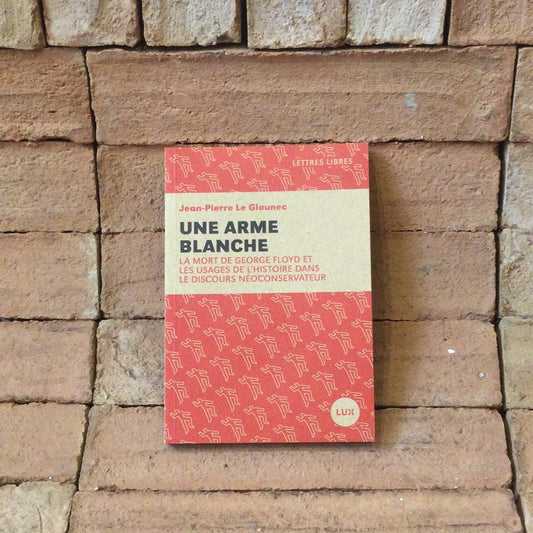 LETTRES LIBRES
Jean-Pierre Le Glaunec
UNE ARME
BLANCHE
LA MORT DE GEORGE FLOYD ET
LES USAGES DE L'HISTOIRE DANS
LE DISCOURS NÉOCONSERVATEUR
LUX